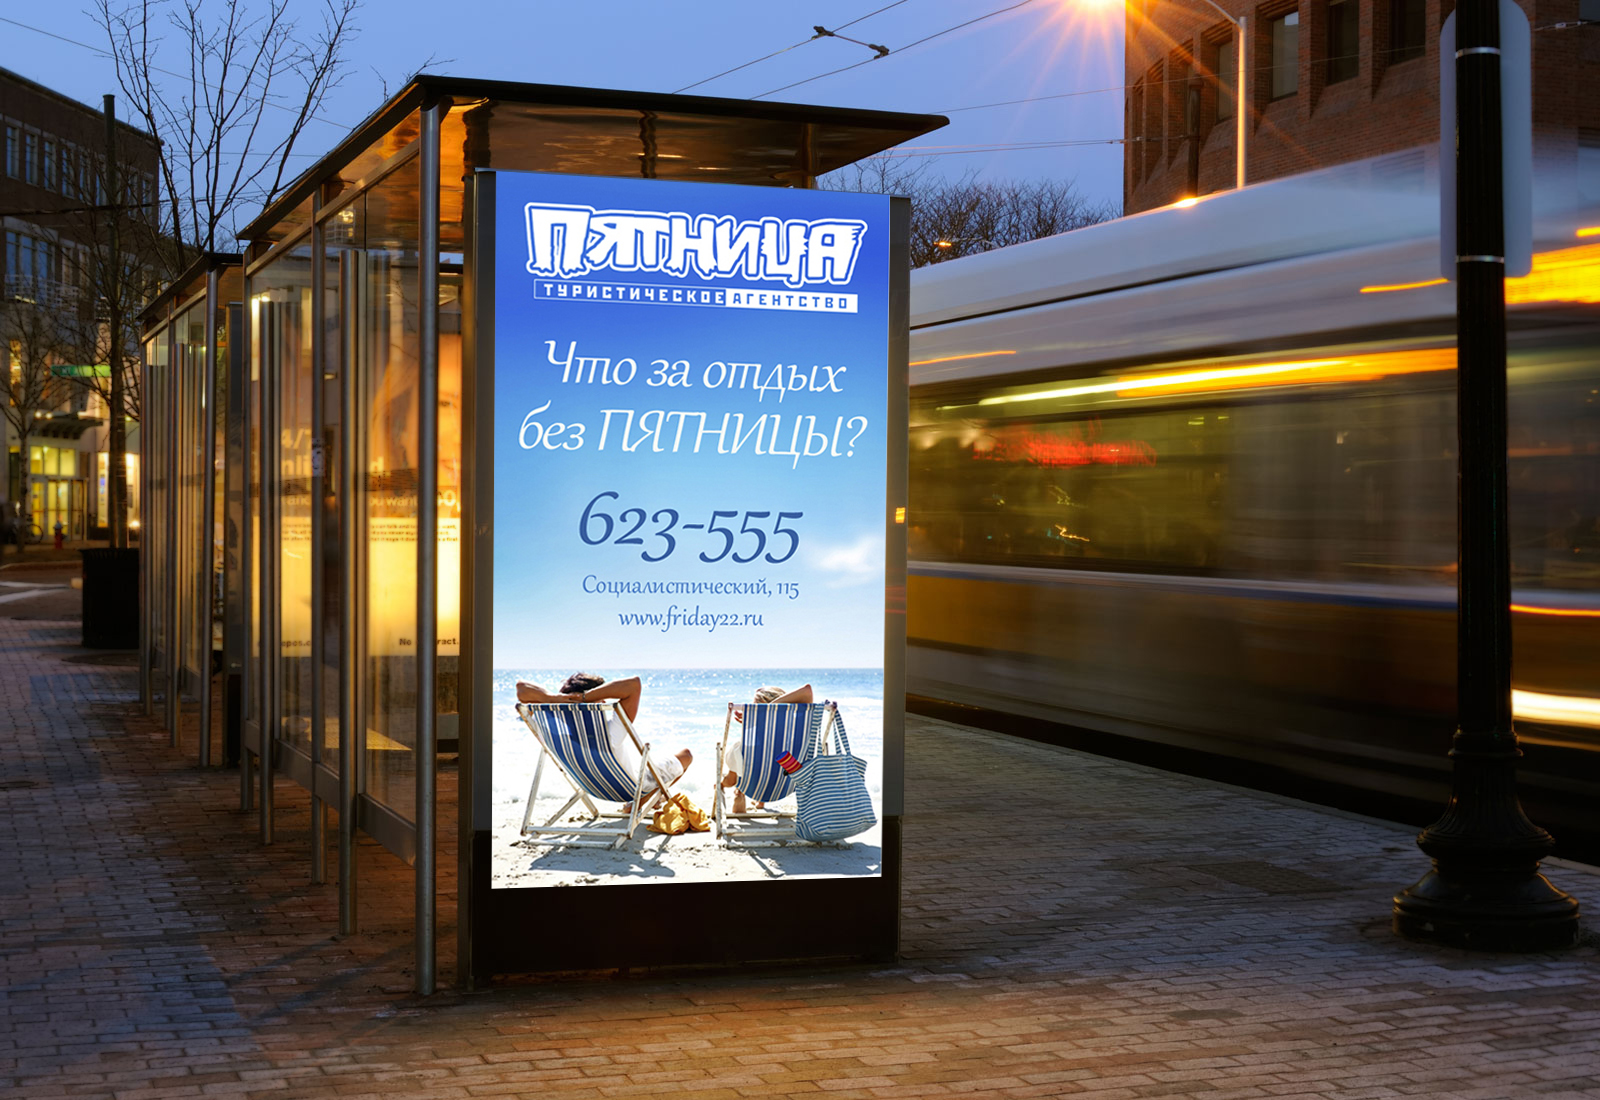 ПЯТНИЦА
ТУРИСТИЧЕСКОЕ АГЕНТСТВО
Что за отдых
без ПЯТНИЦЫ?
623-555
Социалистический, 115
www.friday22.ru